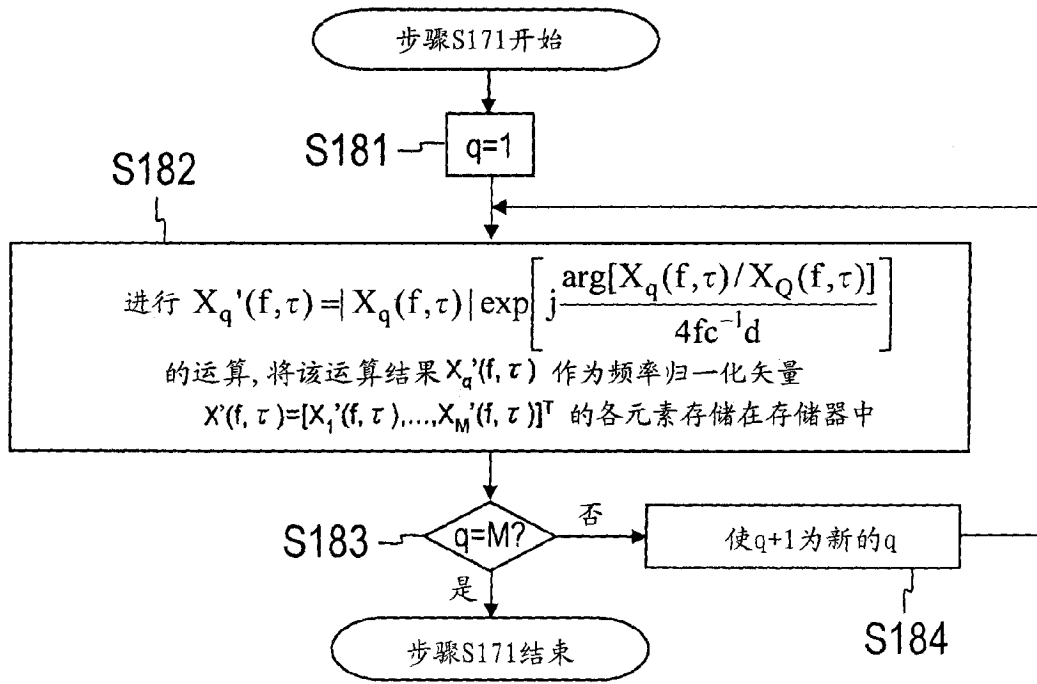 步骤S171开始
S181
q=1
S182
进行 X_q'(f,τ)=|X_q(f,τ)|exp[j arg[X_q(f,τ)/X_Q(f,τ)] / 4fc⁻¹d]
的运算,将该运算结果X_q'(f,τ) 作为频率归一化矢量
X'(f,τ)=[X_1'(f,τ),...,X_M'(f,τ)]^T 的各元素存储在存储器中
S183
q=M?
否
使q+1为新的q
是
S184
步骤S171结束